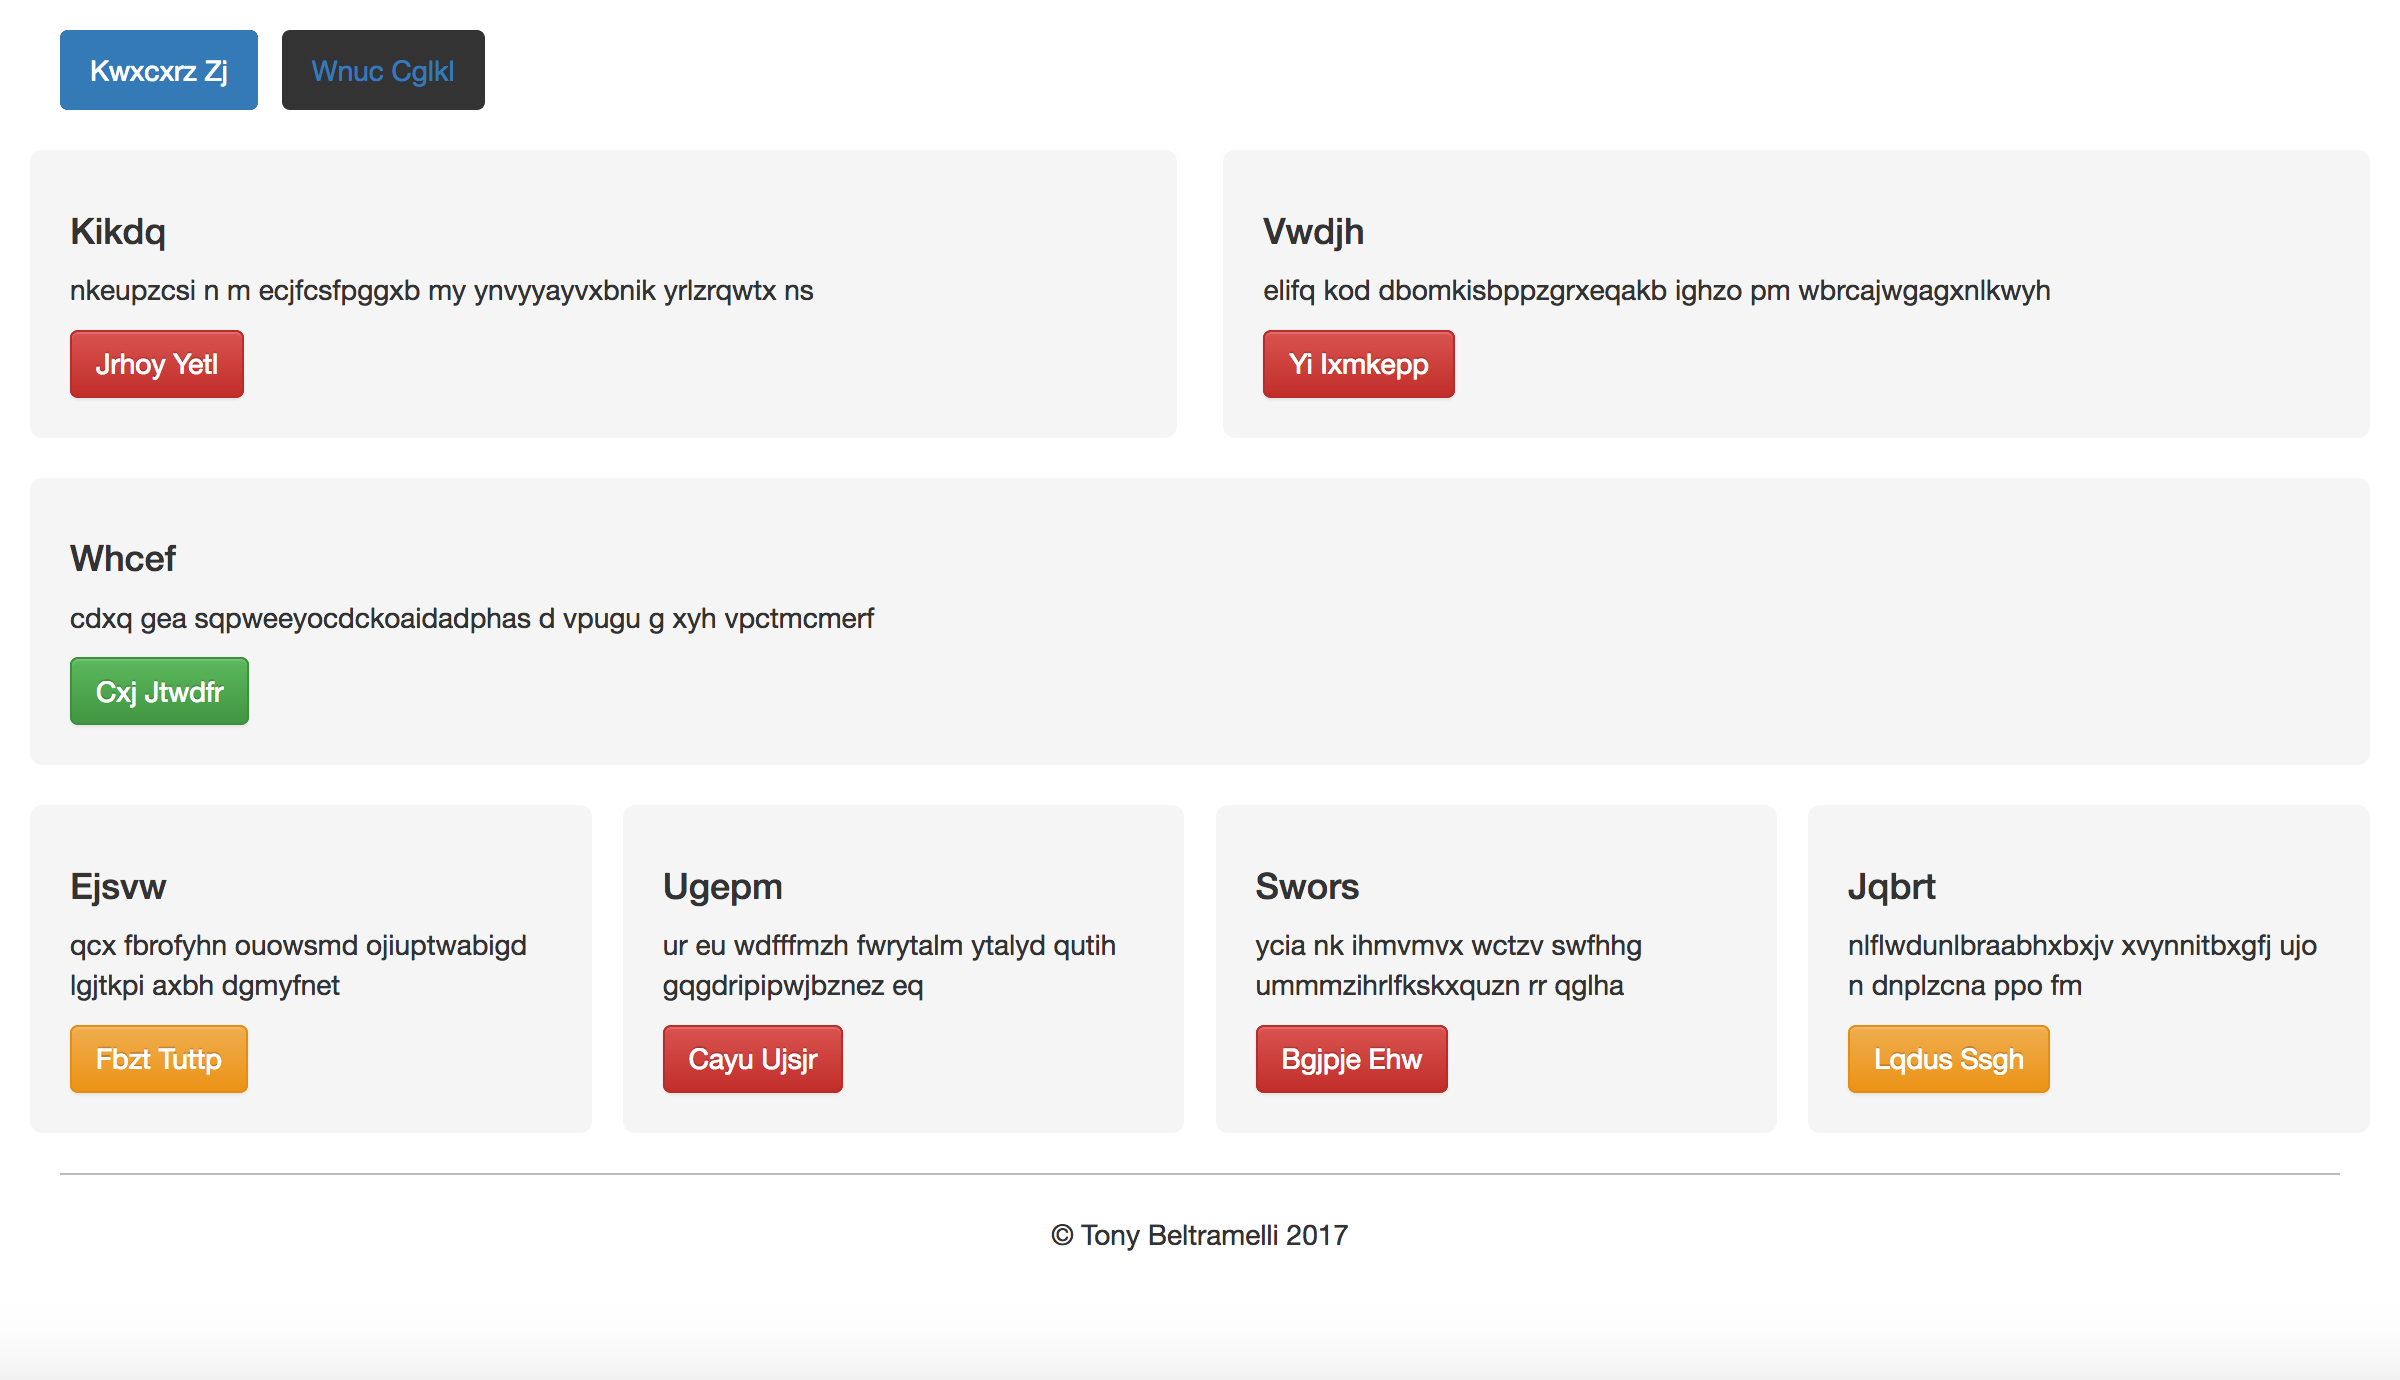 Kwxcxrz Zj
Wnuc Cglkl
Kikdq
nkeupzcsi n m ecjfcsfpggxb my ynvyyayvxbnik yrlzrqwtx ns
Jrhoy Yetl
Vwdjh
elifq kod dbomkisbppzgrxeqakb ighzo pm wbrcajwgagxnlkwyh
Yi Ixmkepp
Whcef
cdxq gea sqpweeyocdckoaidadphas d vpugu g xyh vpctmcmerf
Cxj Jtwdfr
Ejsvw
qcx fbrofyhn ouowsmd ojiuptwabigd
lgjtkpi axbh dgmyfnet
Fbzt Tuttp
Ugepm
ur eu wdfffmzh fwrytalm ytalyd qutih
gqgdripipwjbznez eq
Cayu Ujsjr
Swors
ycia nk ihmvmvx wctzv swfhhg
ummmzihrlfkskxquzn rr qglha
Bgjpje Ehw
Jqbrt
nlflwdunlbraabhxbxjv xvynnitbxgfj ujo
n dnplzcna ppo fm
Lqdus Ssgh
© Tony Beltramelli 2017